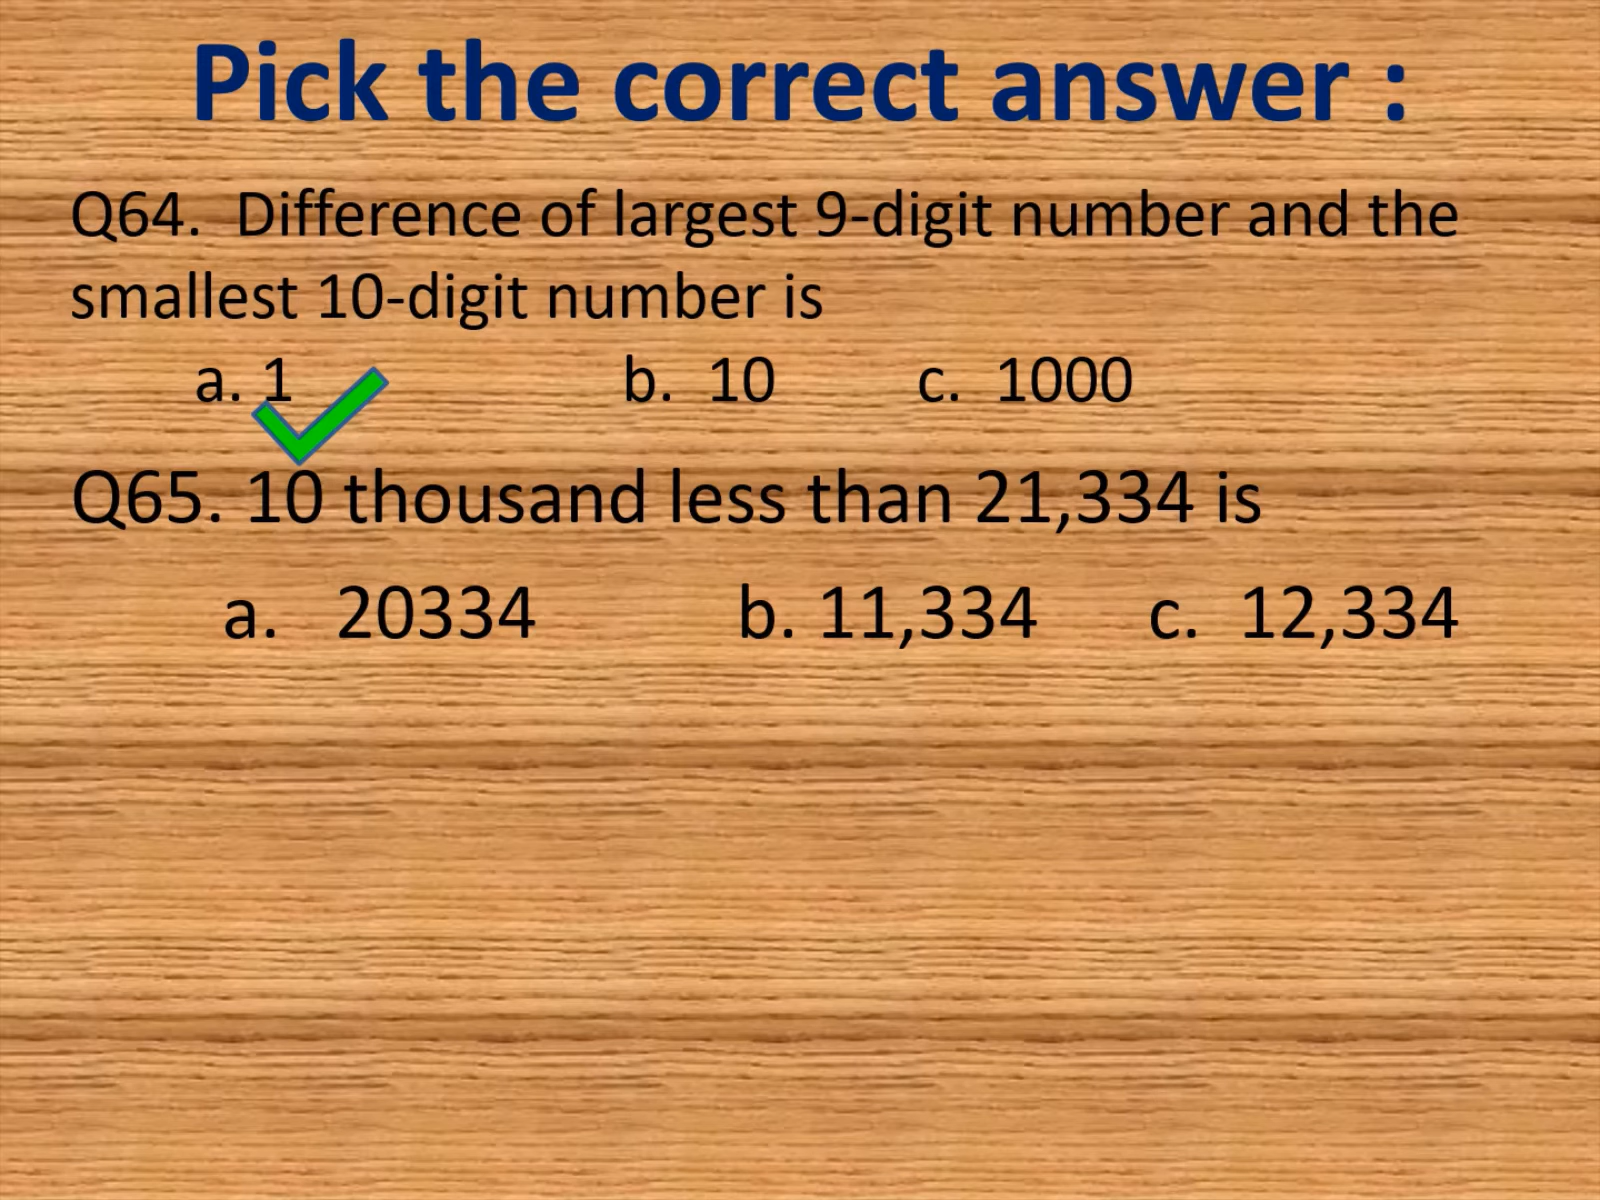 Pick the correct answer :
Q64. Difference of largest 9-digit number and the
smallest 10-digit number is
a. 1 b. 10 c. 1000
Q65. 10 thousand less than 21,334 is
a. 20334 b. 11,334 c. 12,334